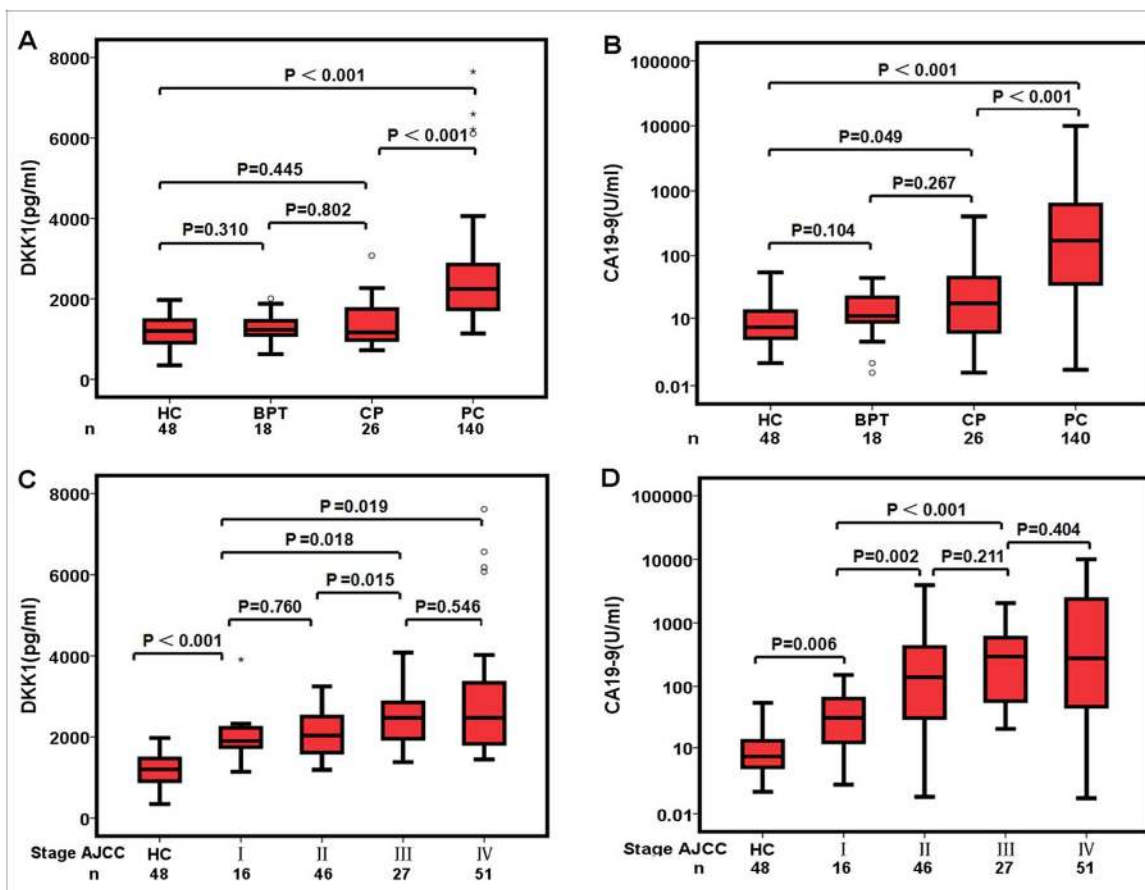 A
8000
6000
4000
2000
0
DKK1(pg/ml)
P < 0.001
P < 0.001
P=0.445
P=0.802
P=0.310
HC BPT CP PC
n 48 18 26 140
B
100000
10000
1000
100
10
0.01
CA19-9(U/ml)
P < 0.001
P < 0.001
P=0.049
P=0.267
P=0.104
HC BPT CP PC
n 48 18 26 140
C
8000
6000
4000
2000
0
DKK1(pg/ml)
P=0.019
P=0.018
P=0.015
P=0.760
P=0.546
P < 0.001
Stage AJCC HC I II III IV
n 48 16 46 27 51
D
100000
10000
1000
100
10
0.01
CA19-9(U/ml)
P < 0.001
P=0.404
P=0.002
P=0.211
P=0.006
Stage AJCC HC I II III IV
n 48 16 46 27 51